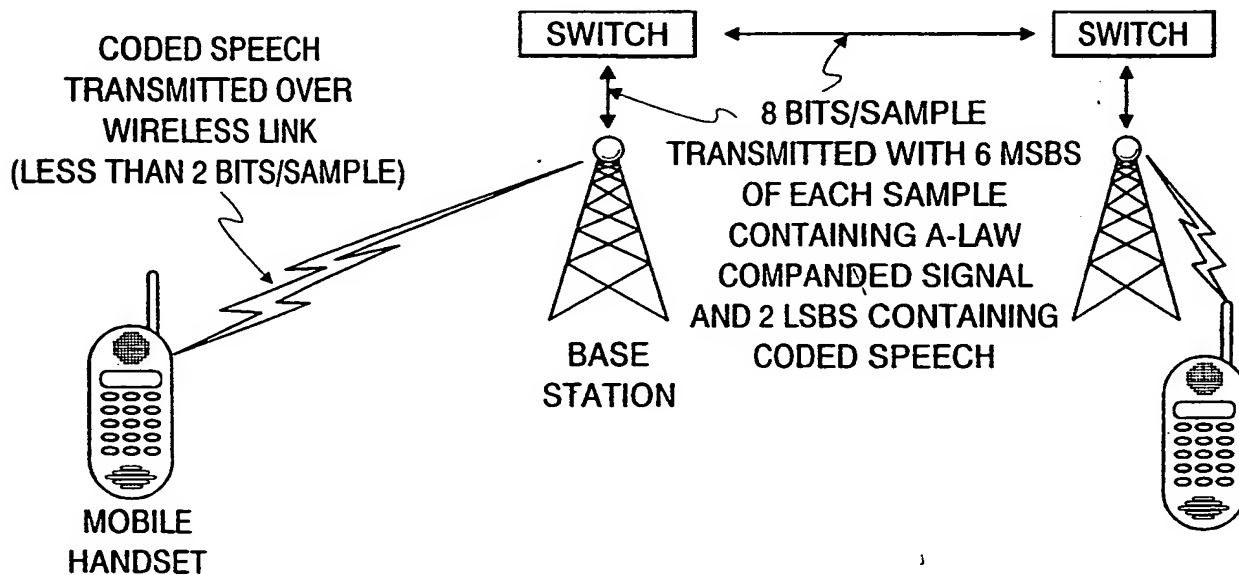 CODED SPEECH
TRANSMITTED OVER
WIRELESS LINK
(LESS THAN 2 BITS/SAMPLE)
SWITCH
SWITCH
8 BITS/SAMPLE
TRANSMITTED WITH 6 MSBS
OF EACH SAMPLE
CONTAINING A-LAW
COMPANDED SIGNAL
AND 2 LSBS CONTAINING
CODED SPEECH
BASE
STATION
MOBILE
HANDSET